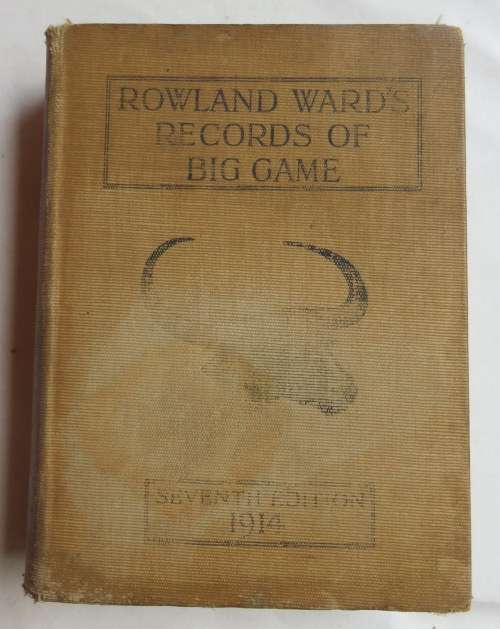 ROWLAND WARD'S
RECORDS OF
BIG GAME
SEVENTH EDITION
1914